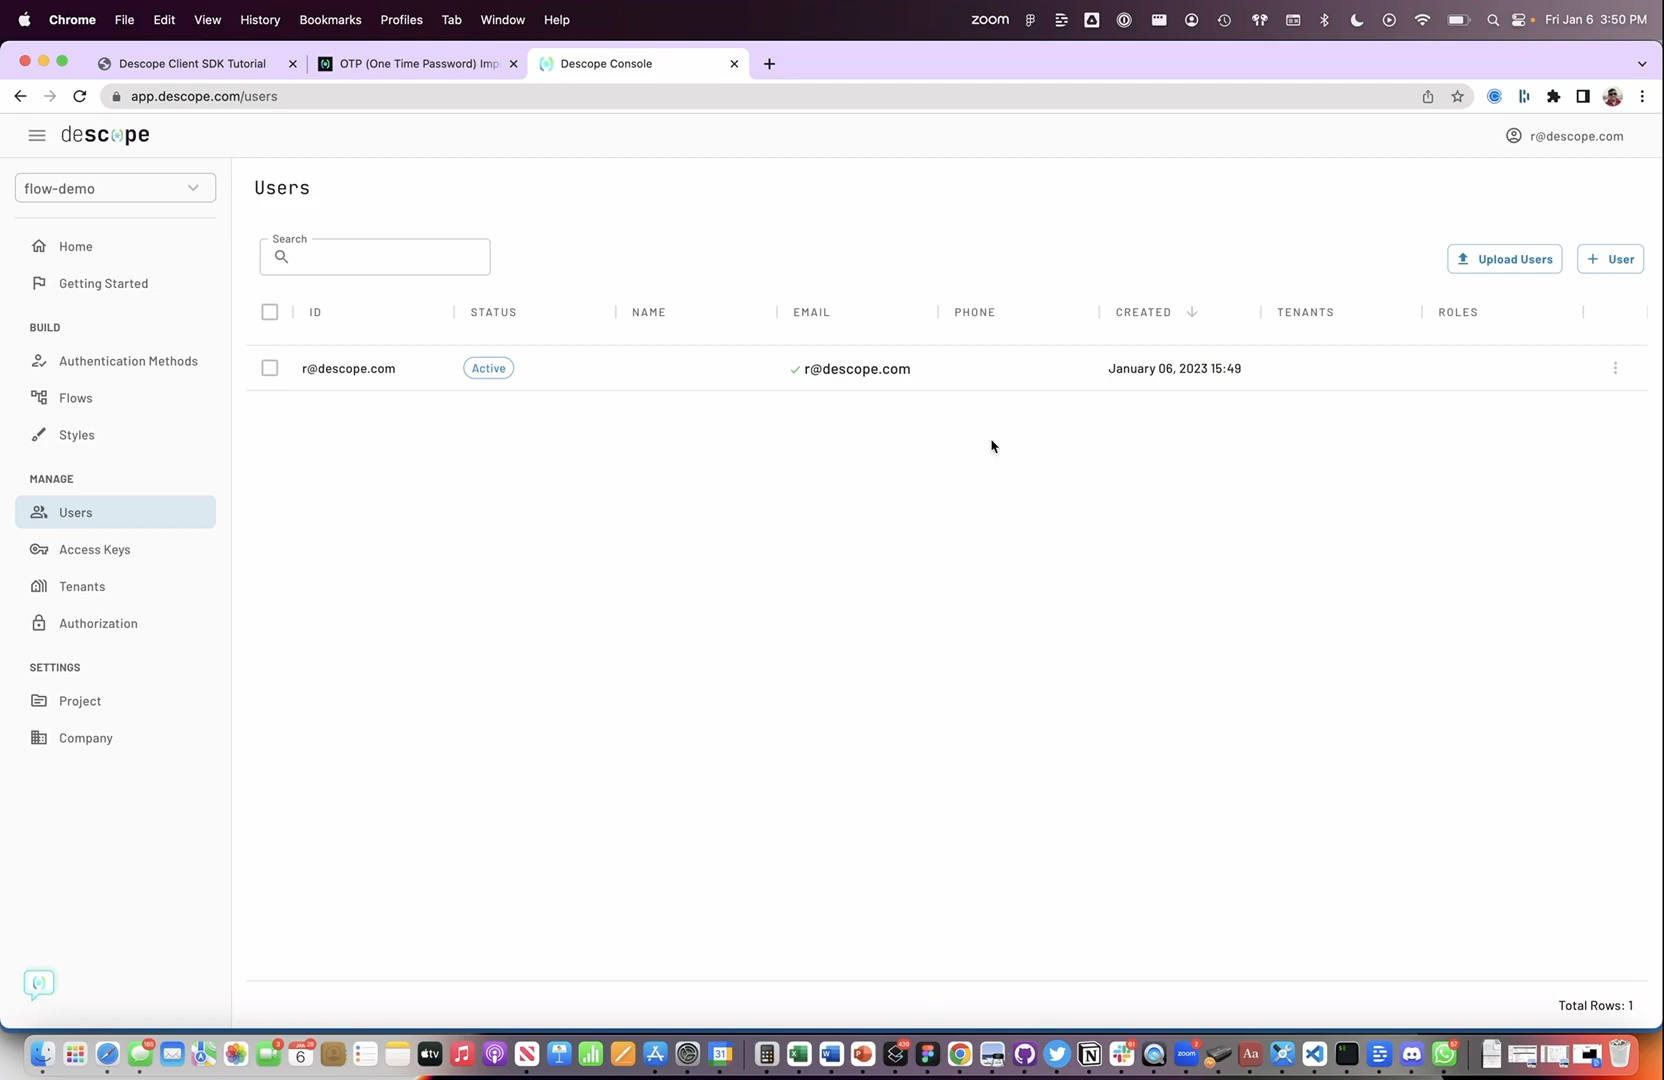 Chrome File Edit View History Bookmarks Profiles Tab Window Help zoom Fri Jan 6 3:50 PM
Descope Client SDK Tutorial OTP (One Time Password) Imp Descope Console
app.descope.com/users
descope r@descope.com
flow-demo
Users
Home
Getting Started
BUILD
Authentication Methods
Flows
Styles
MANAGE
Users
Access Keys
Tenants
Authorization
SETTINGS
Project
Company
Search
Upload Users + User
ID STATUS NAME EMAIL PHONE CREATED TENANTS ROLES
r@descope.com Active r@descope.com January 06, 2023 15:49
Total Rows: 1